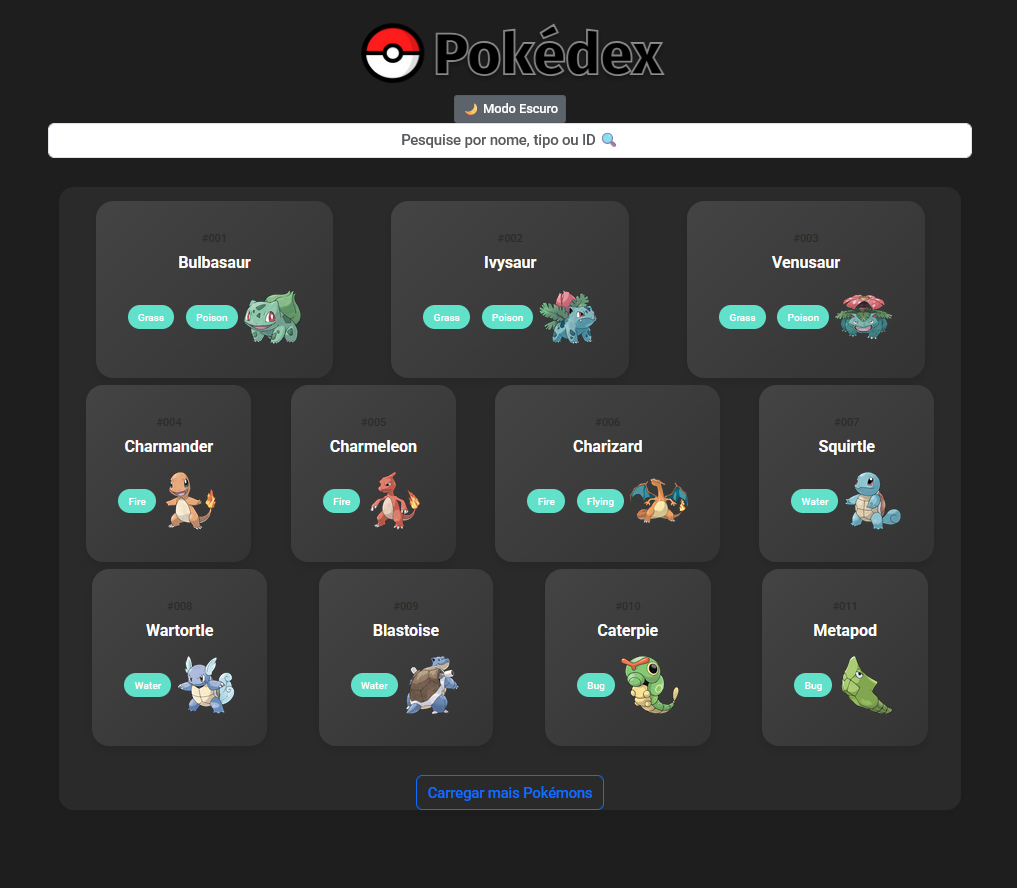 Pokédex
🌙 Modo Escuro
Pesquise por nome, tipo ou ID 🔍
#001
Bulbasaur
Grass Poison
#002
Ivysaur
Grass Poison
#003
Venusaur
Grass Poison
#004
Charmander
Fire
#005
Charmeleon
Fire
#006
Charizard
Fire Flying
#007
Squirtle
Water
#008
Wartortle
Water
#009
Blastoise
Water
#010
Caterpie
Bug
#011
Metapod
Bug
Carregar mais Pokémons